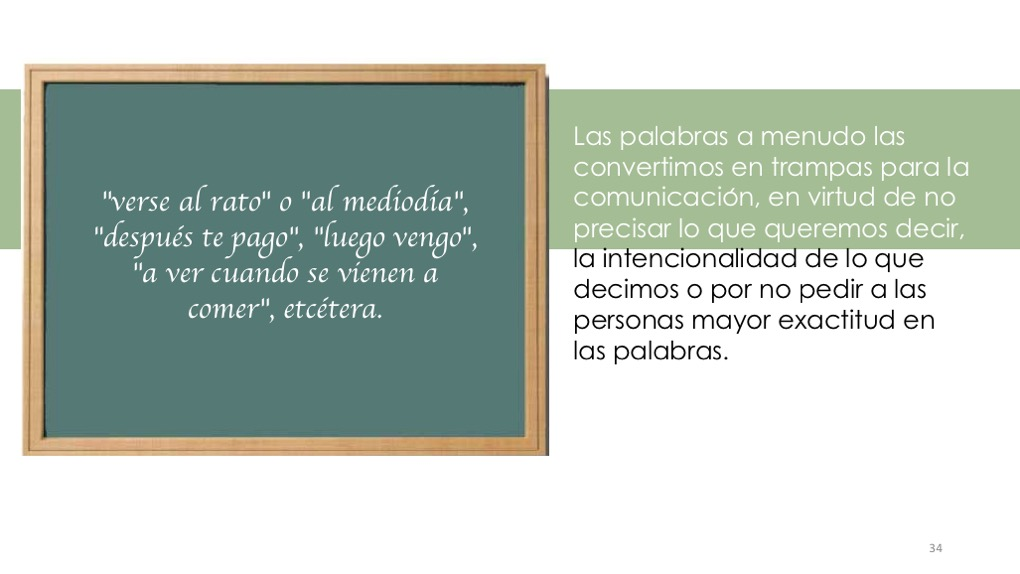 "verse al rato" o "al mediodía",
"después te pago", "luego vengo",
"a ver cuando se vienen a
comer", etcétera.
Las palabras a menudo las
convertimos en trampas para la
comunicación, en virtud de no
precisar lo que queremos decir,
la intencionalidad de lo que
decimos o por no pedir a las
personas mayor exactitud en
las palabras.
34